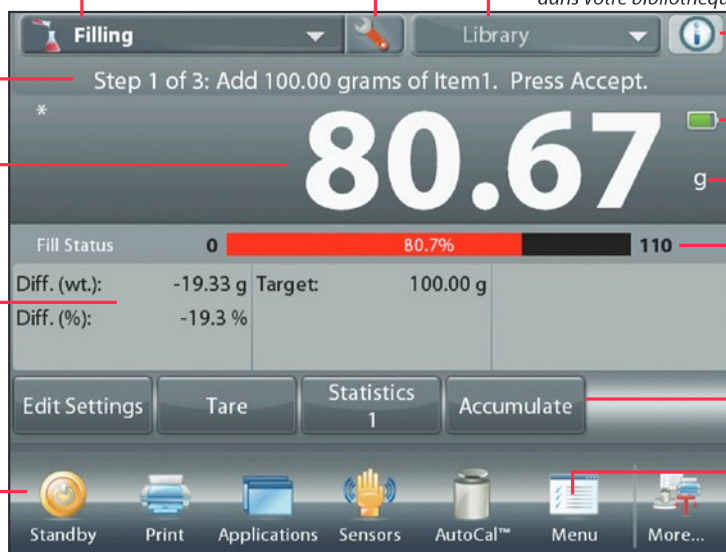 dans votre bibliothèqu
Filling Library
Step 1 of 3: Add 100.00 grams of Item1. Press Accept.
*
80.67
g
Fill Status 0 80.7% 110
Diff. (wt.): -19.33 g Target: 100.00 g
Diff. (%): -19.3 %
Edit Settings Tare Statistics Accumulate
1
Standby Print Applications Sensors AutoCal™ Menu More...